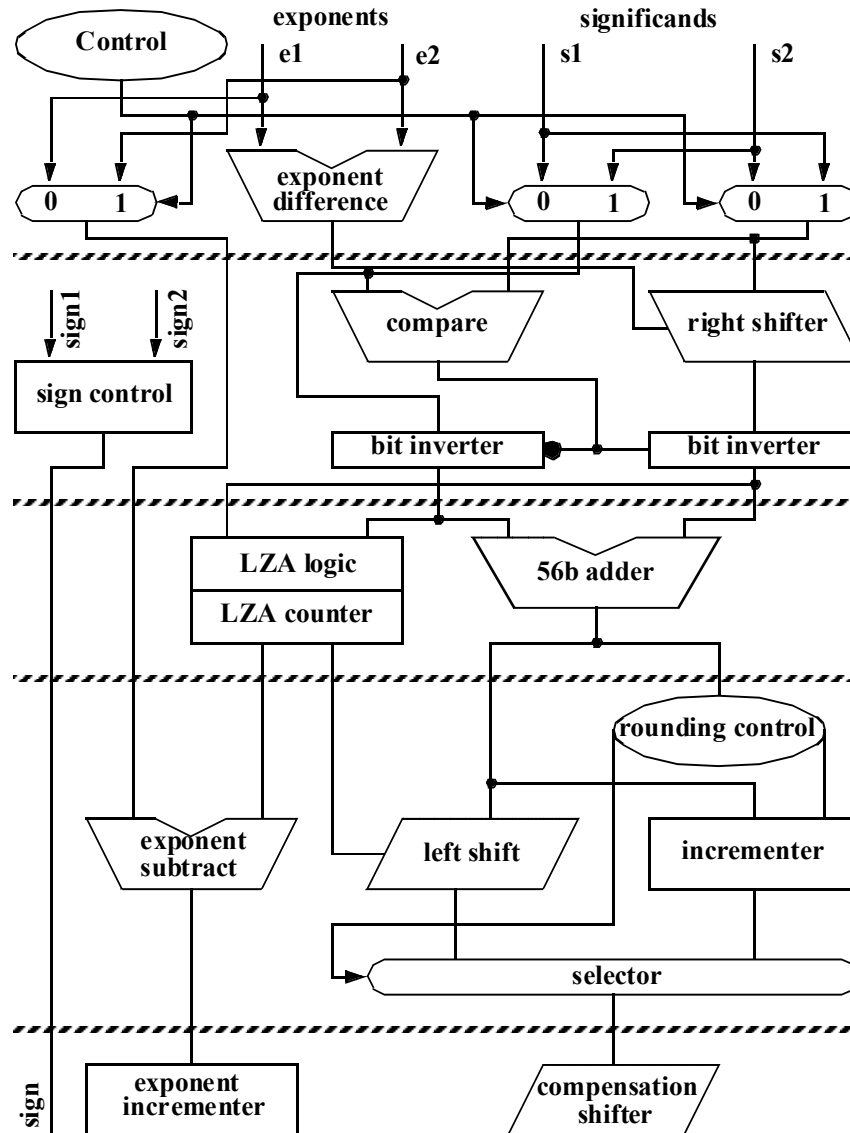 exponents
significands
Control
e1
e2
s1
s2
0 1
exponent
difference
0 1
0 1
sign1
sign2
compare
right shifter
sign control
bit inverter
bit inverter
LZA logic
LZA counter
56b adder
rounding control
exponent
subtract
left shift
incrementer
selector
sign
exponent
incrementer
compensation
shifter